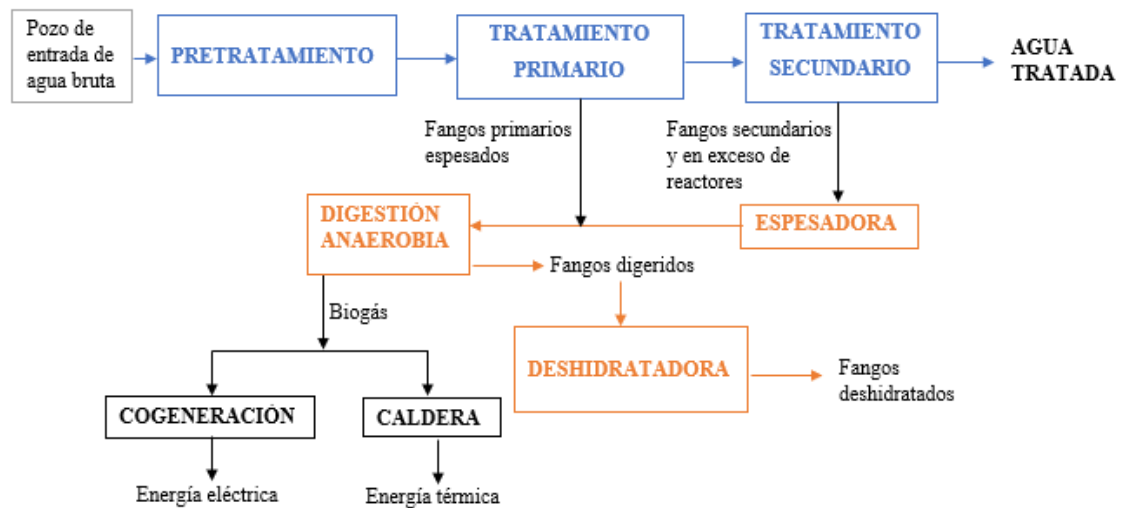 Pozo de
entrada de
agua bruta
PRETRATAMIENTO
TRATAMIENTO
PRIMARIO
TRATAMIENTO
SECUNDARIO
AGUA
TRATADA
Fangos primarios
espesados
Fangos secundarios
y en exceso de
reactores
DIGESTIÓN
ANAEROBIA
ESPESADORA
Fangos digeridos
Biogás
DESHIDRATADORA
Fangos
deshidratados
COGENERACIÓN
CALDERA
Energía eléctrica
Energía térmica